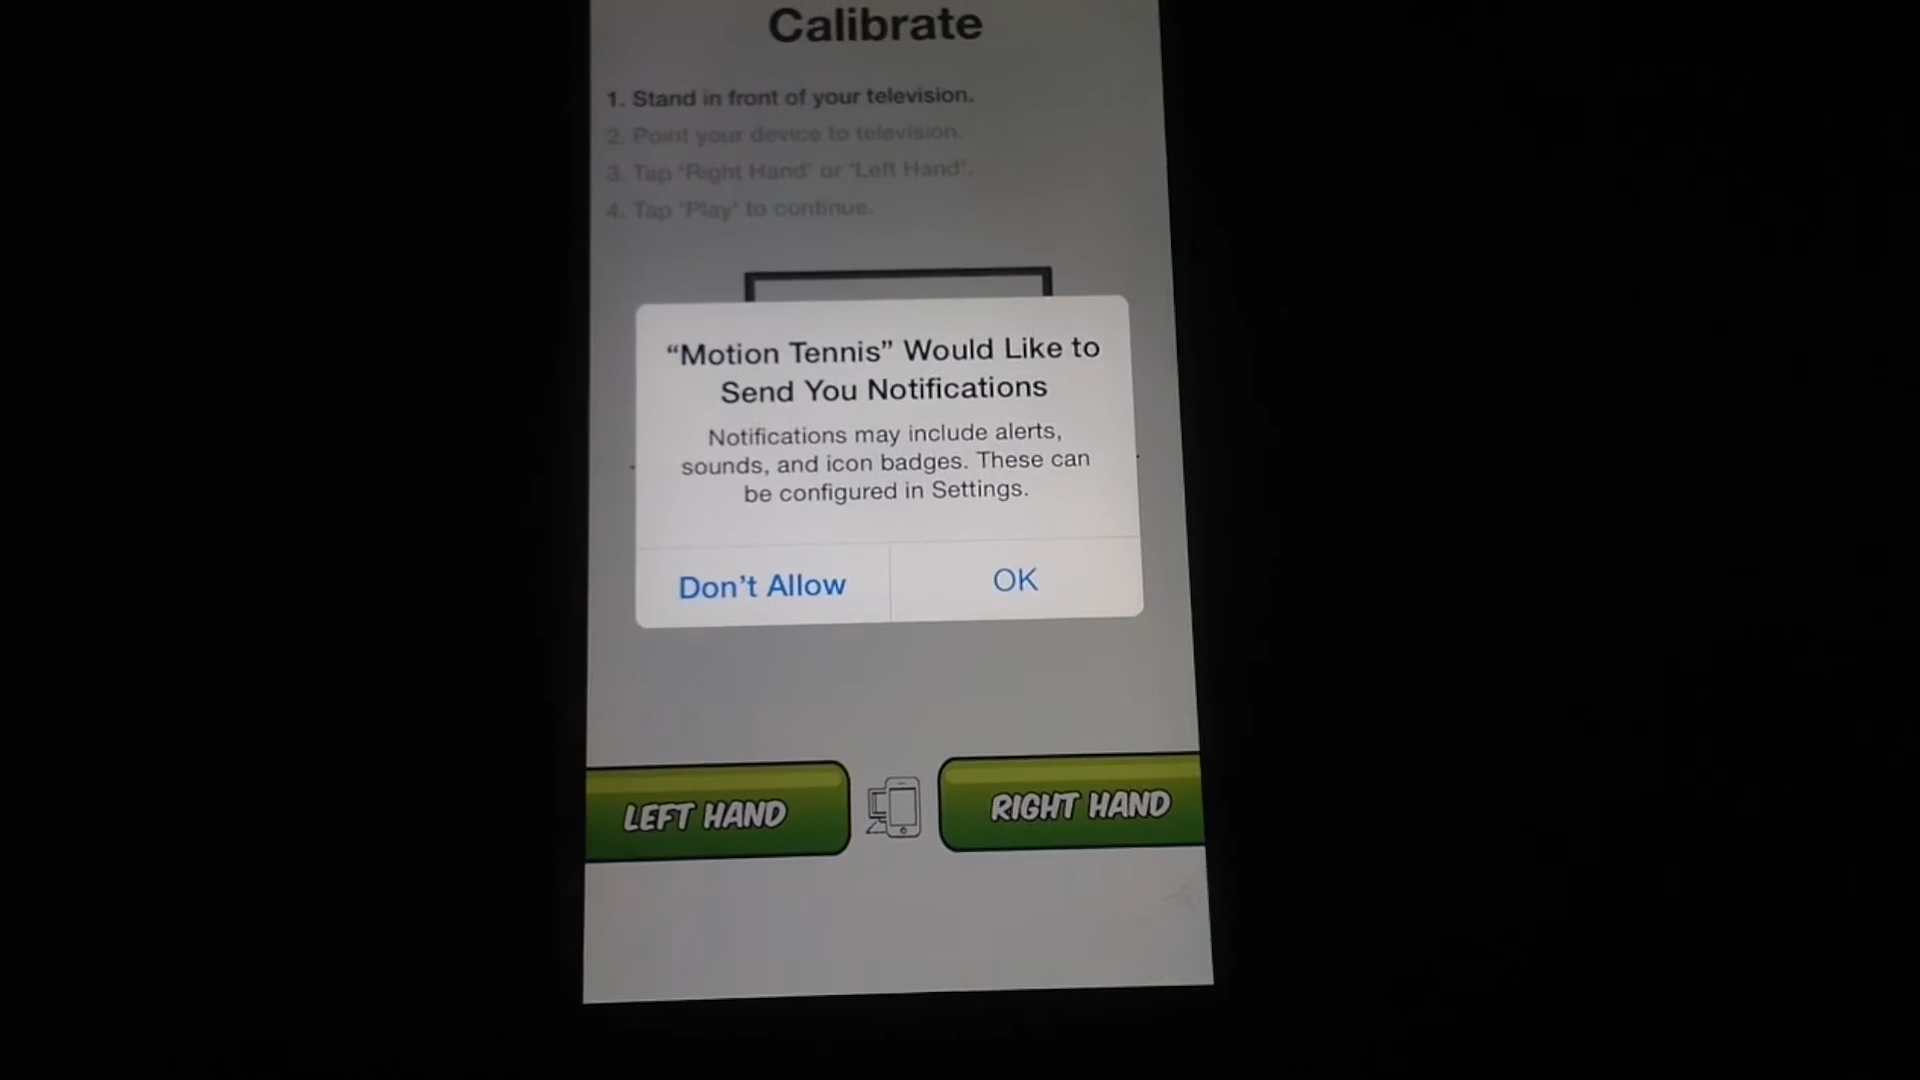 Calibrate
1. Stand in front of your television.
2. Point your device to television.
3. Tap 'Right Hand' or 'Left Hand'.
4. Tap 'Play' to continue.
“Motion Tennis” Would Like to
Send You Notifications
Notifications may include alerts,
sounds, and icon badges. These can
be configured in Settings.
Don’t Allow
OK
LEFT HAND
RIGHT HAND